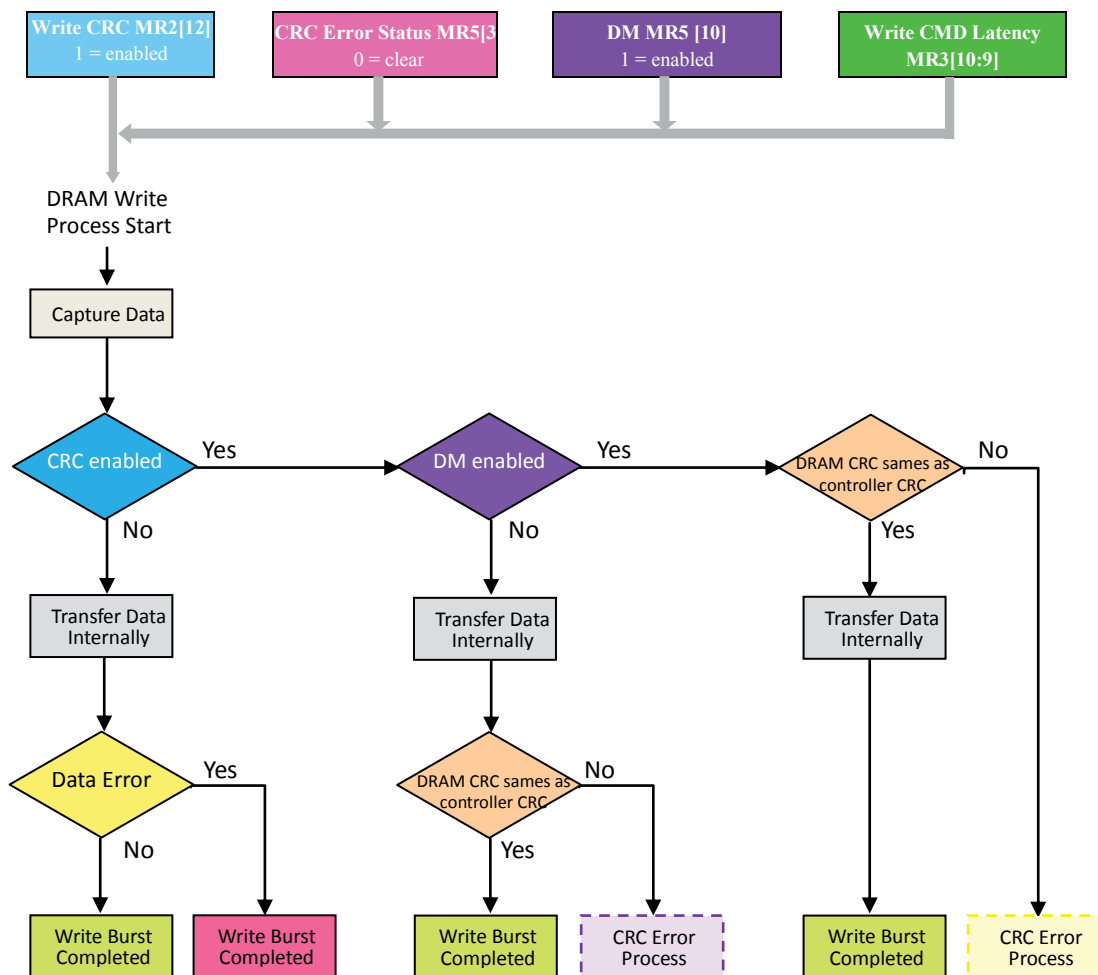 Write CRC MR2[12]
1 = enabled
CRC Error Status MR5[3
0 = clear
DM MR5 [10]
1 = enabled
Write CMD Latency
MR3[10:9]
DRAM Write
Process Start
Capture Data
CRC enabled
Yes
DM enabled
Yes
DRAM CRC sames as
controller CRC
No
No
No
Yes
Transfer Data
Internally
Transfer Data
Internally
Transfer Data
Internally
Data Error
Yes
DRAM CRC sames as
controller CRC
No
No
Yes
Write Burst
Completed
Write Burst
Completed
Write Burst
Completed
CRC Error
Process
Write Burst
Completed
CRC Error
Process